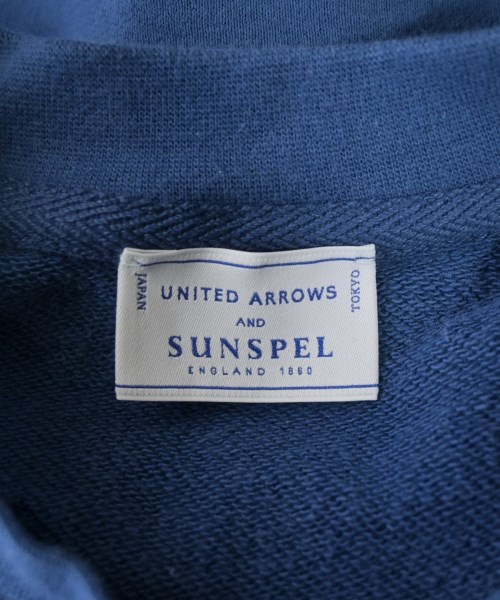 JAPAN
UNITED ARROWS
TOKYO
AND
SUNSPEL
ENGLAND 1860